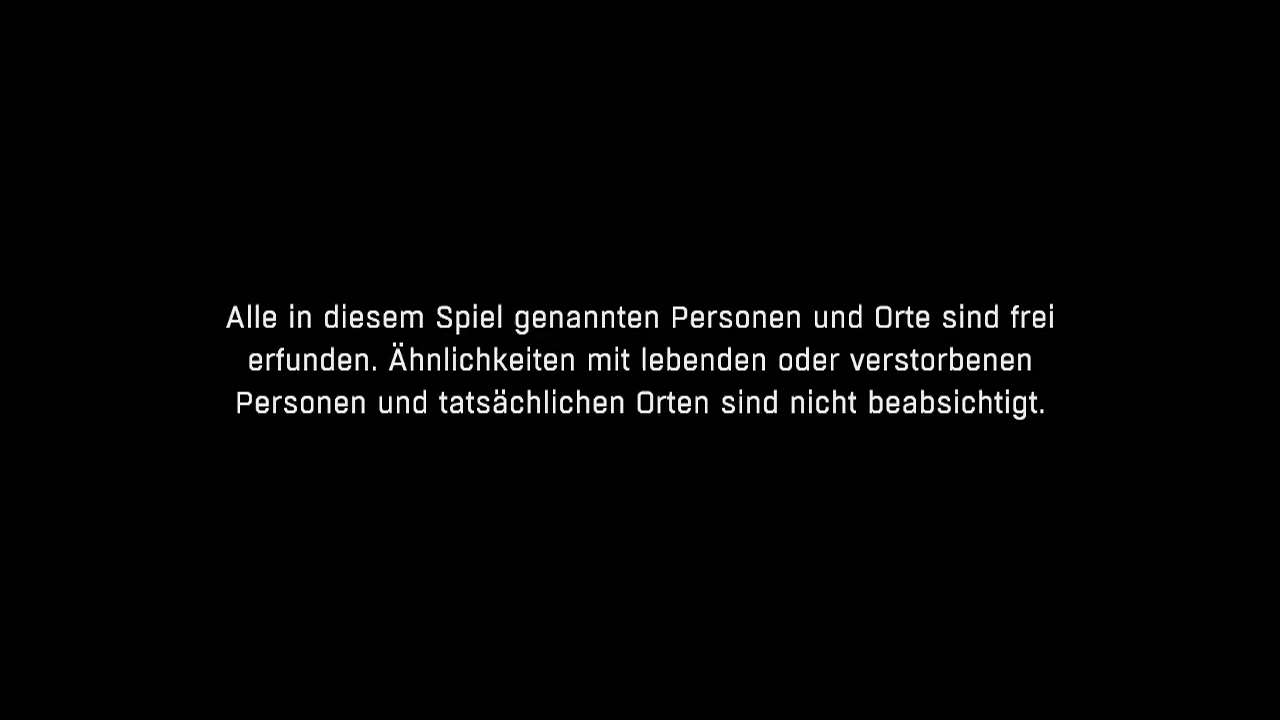 Alle in diesem Spiel genannten Personen und Orte sind frei
erfunden. Ähnlichkeiten mit lebenden oder verstorbenen
Personen und tatsächlichen Orten sind nicht beabsichtigt.